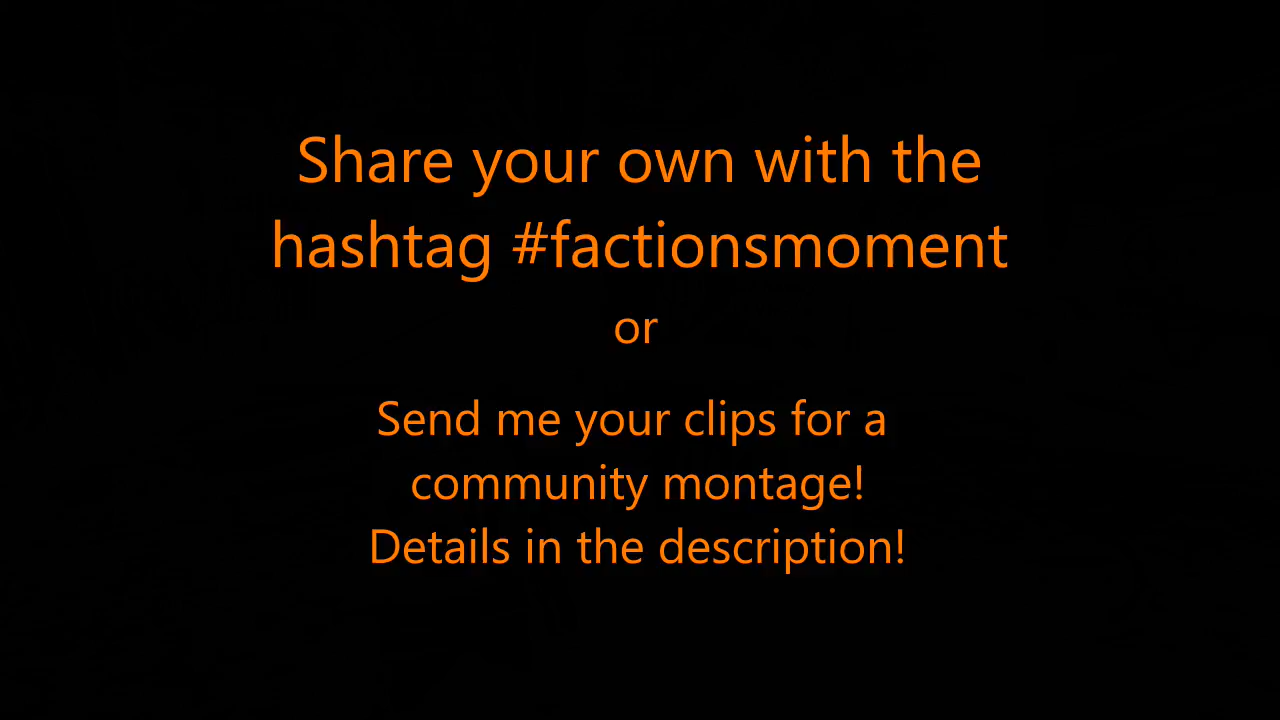 Share your own with the
hashtag #factionsmoment
or
Send me your clips for a
community montage!
Details in the description!